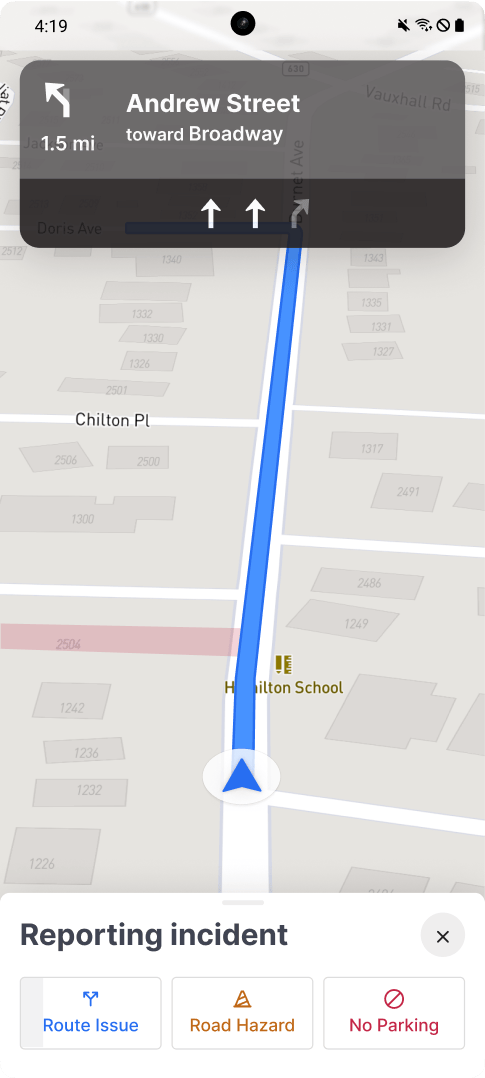 4:19
630
Vauxhall Rd
Andrew Street
1.5 mi
toward Broadway
Doris Ave
2512
1340
1343
1332
1335
1330
1331
1326
1327
2501
Chilton Pl
1317
2506
2500
2491
1300
2486
1249
2504
Hamilton School
1242
1236
1232
1226
Reporting incident
Route Issue
Road Hazard
No Parking